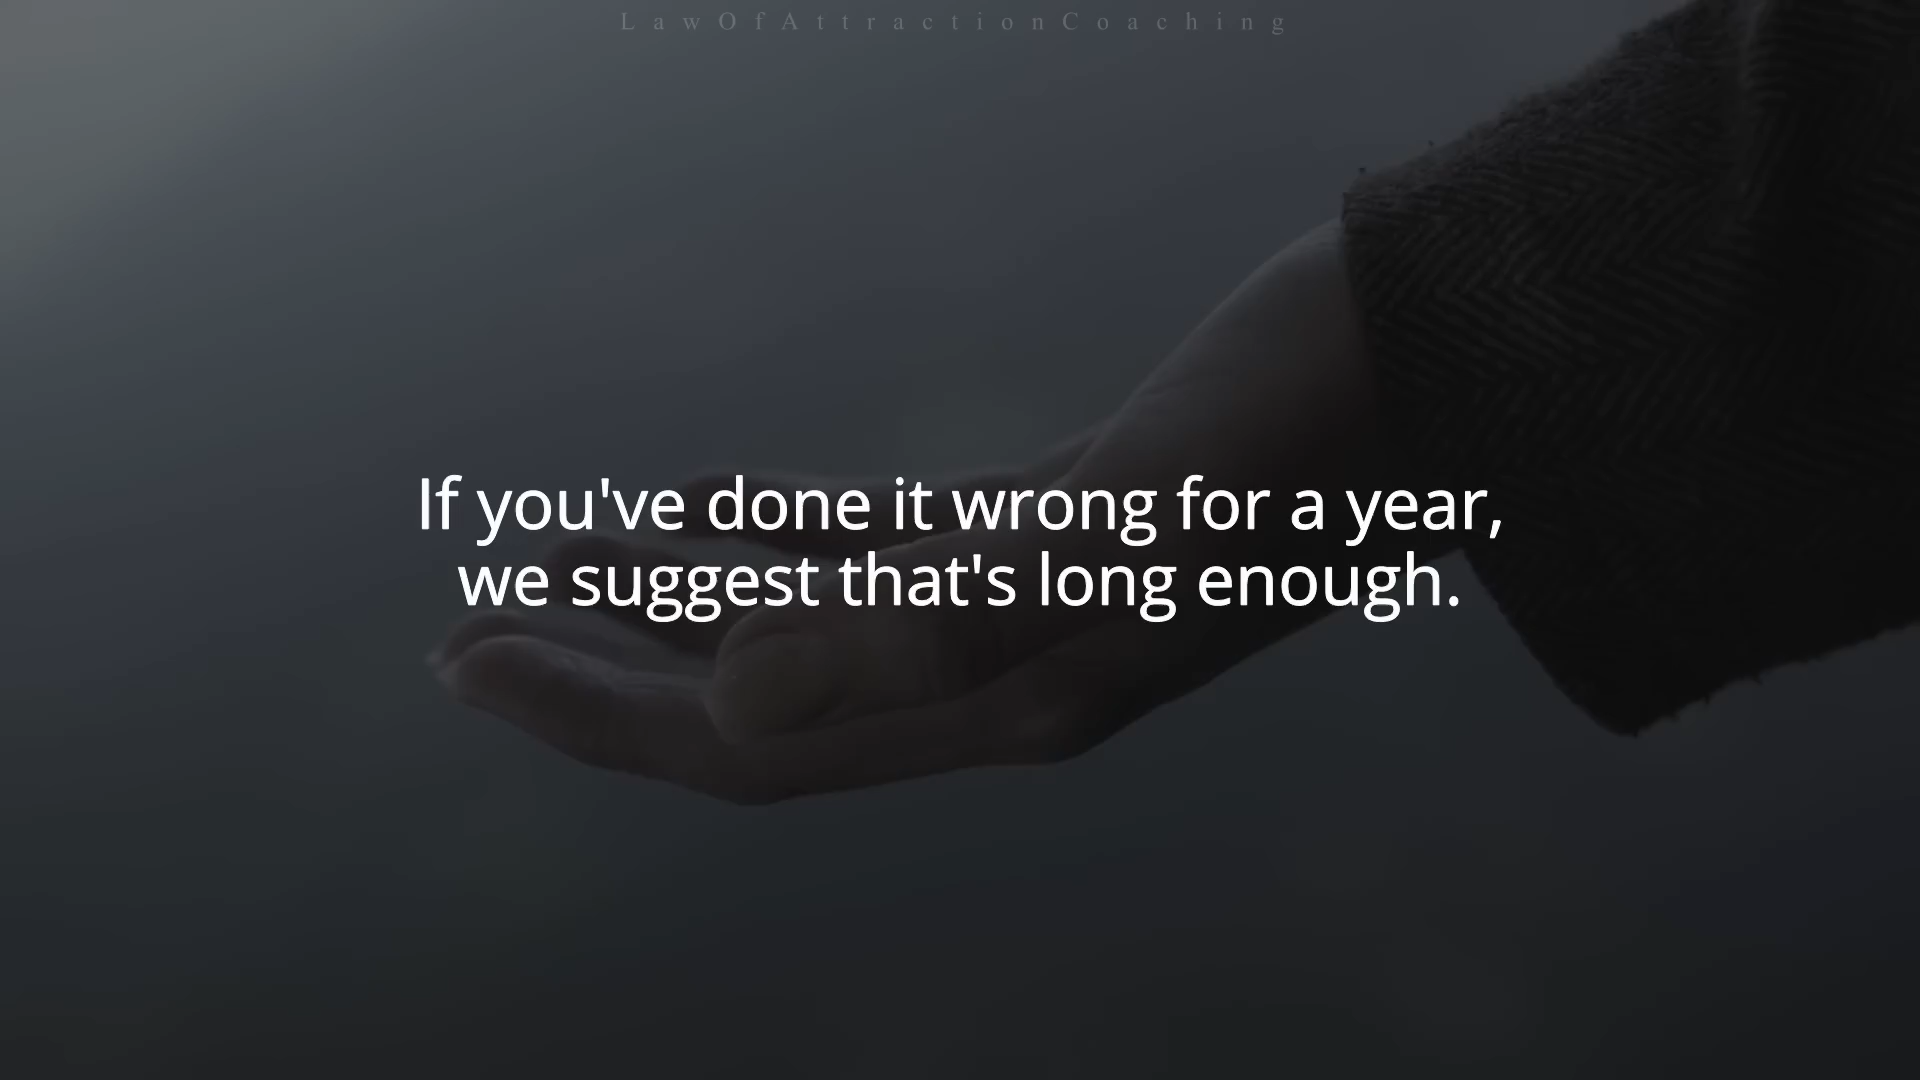 LawOfAttractionCoaching
If you've done it wrong for a year,
we suggest that's long enough.